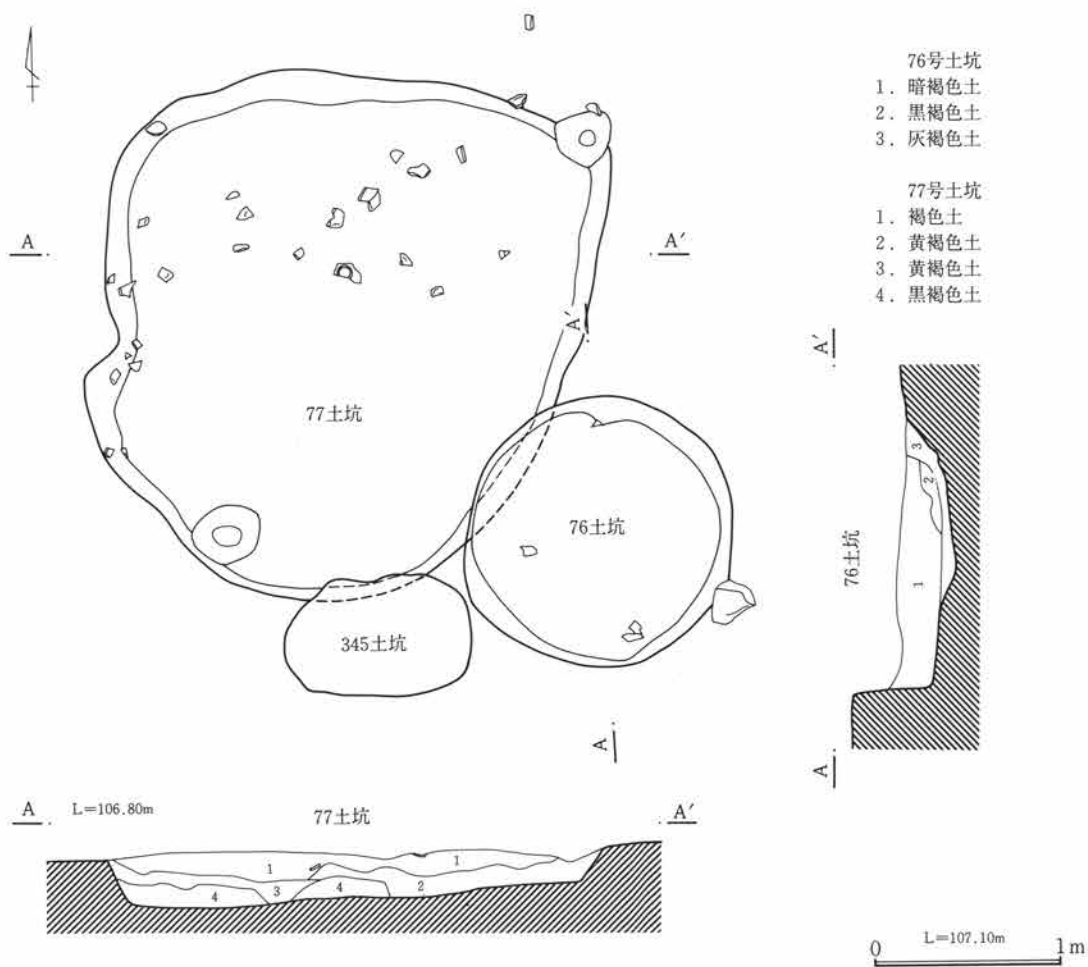 76号土坑
1. 暗褐色土
2. 黒褐色土
3. 灰褐色土
77号土坑
1. 褐色土
2. 黄褐色土
3. 黄褐色土
4. 黒褐色土
A
A′
A′
77土坑
76土坑
345土坑
A
A′
3
2
1
76土坑
A
A
L=106.80m
77土坑
A′
1
1
4
3
4
2
L=107.10m
0
1m